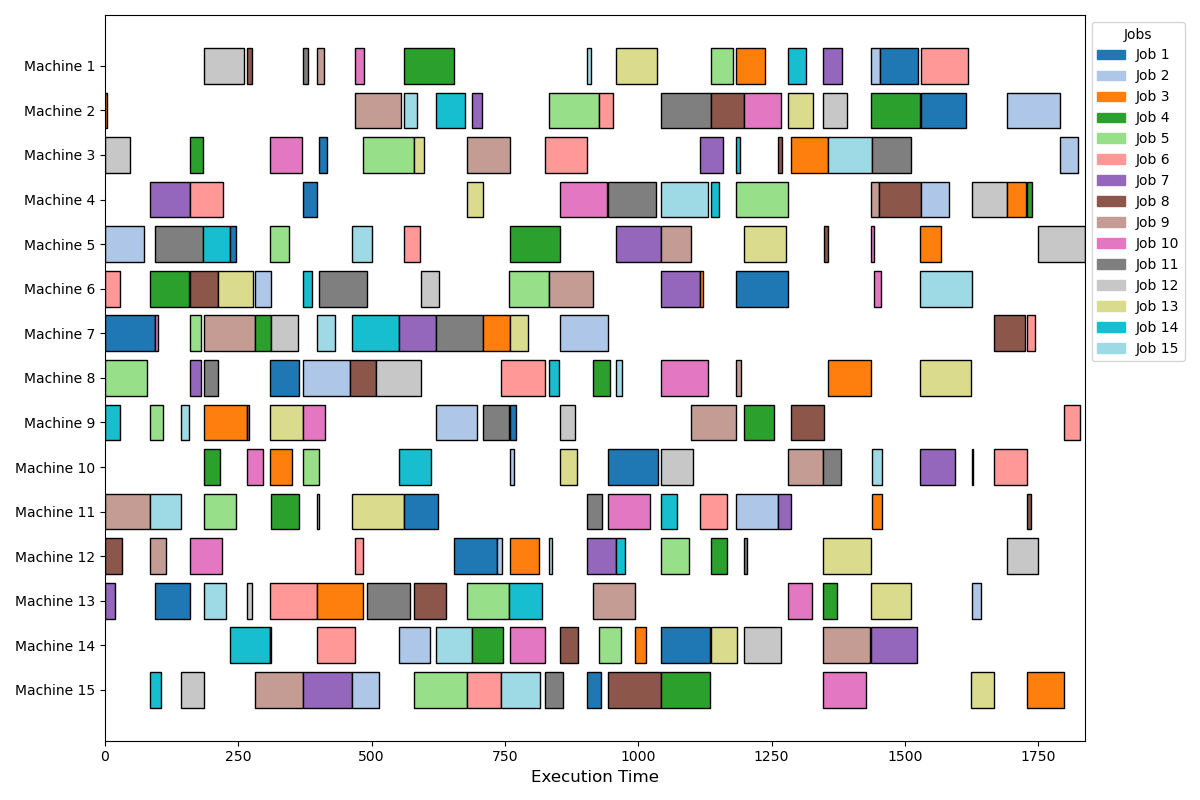 Machine 1
Machine 2
Machine 3
Machine 4
Machine 5
Machine 6
Machine 7
Machine 8
Machine 9
Machine 10
Machine 11
Machine 12
Machine 13
Machine 14
Machine 15
0 250 500 750 1000 1250 1500 1750
Execution Time
Jobs
Job 1
Job 2
Job 3
Job 4
Job 5
Job 6
Job 7
Job 8
Job 9
Job 10
Job 11
Job 12
Job 13
Job 14
Job 15